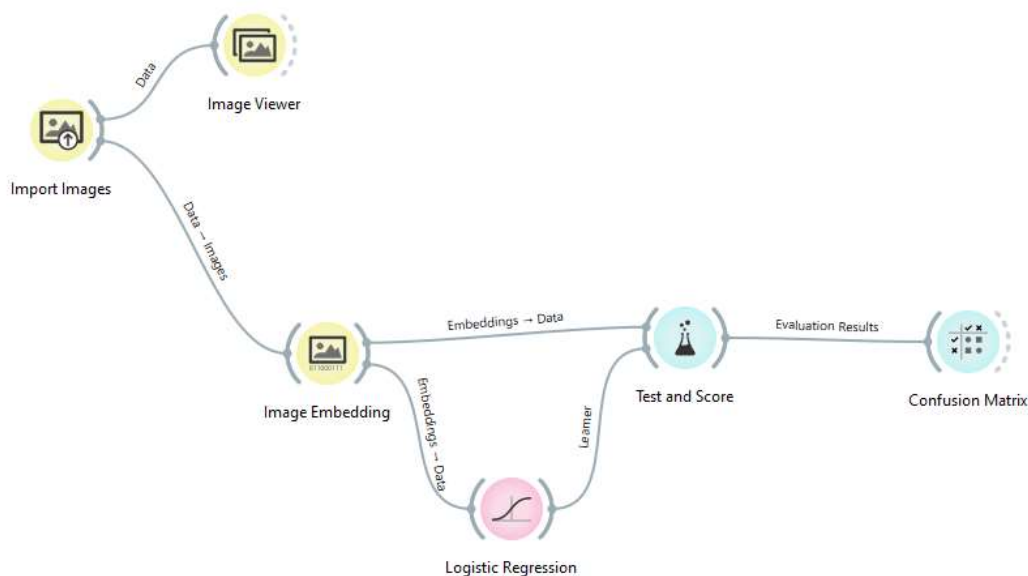 Data
Image Viewer
Import Images
Data → Images
Embeddings → Data
Evaluation Results
Image Embedding
Test and Score
Confusion Matrix
Embeddings → Data
Learner
Logistic Regression